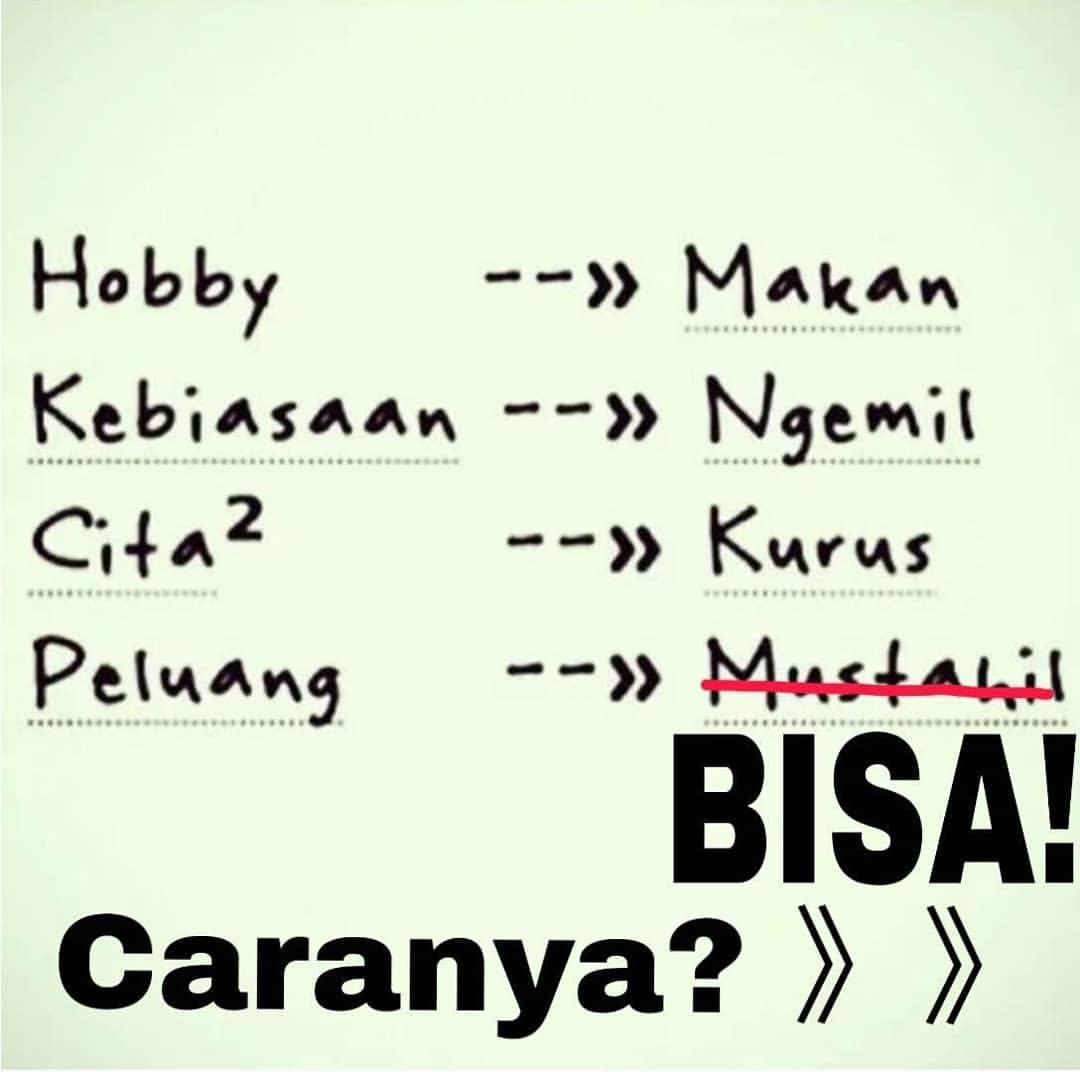 Hobby --》 Makan
Kebiasaan --》 Ngemil
Cita² --》 Kurus
Peluang --》 Mustahil
BISA!
Caranya? 》 》